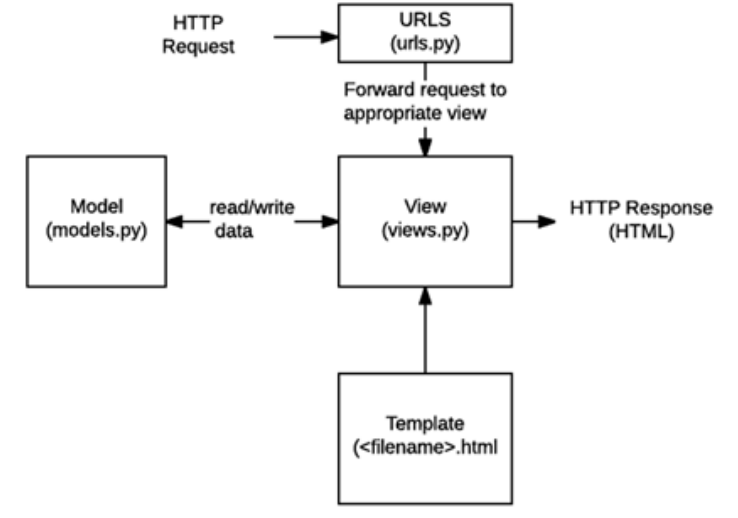 HTTP
Request
URLS
(urls.py)
Forward request to
appropriate view
Model
(models.py)
read/write
data
View
(views.py)
HTTP Response
(HTML)
Template
(<filename>.html